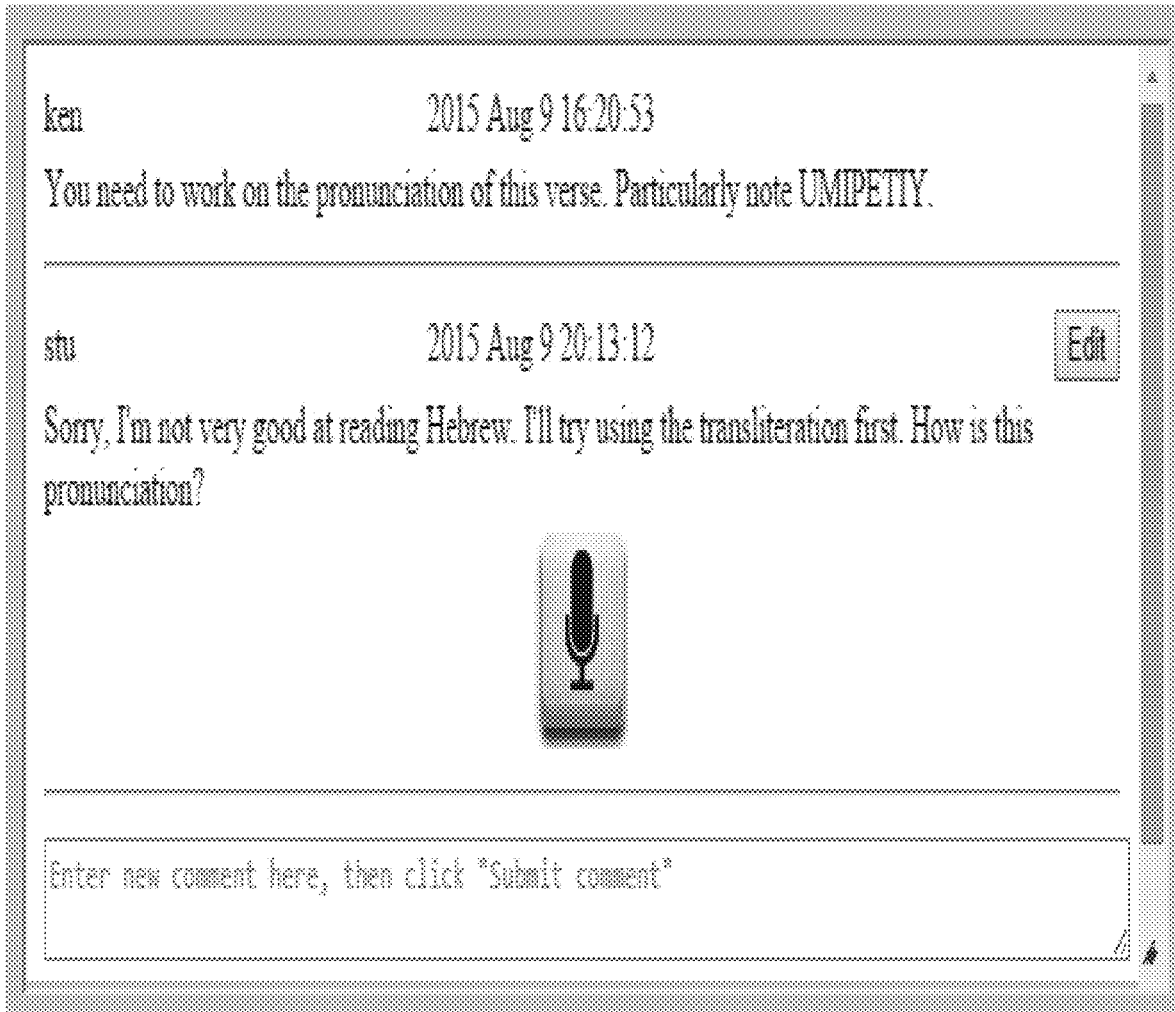 ken 2015 Aug 9 16:20:53
You need to work on the pronunciation of this verse. Particularly note UMIPETIY.
stu 2015 Aug 9 20:13:12 Edit
Sorry, I'm not very good at reading Hebrew. I'll try using the transliteration first. How is this
pronunciation?
Enter new comment here, then click "Submit comment"